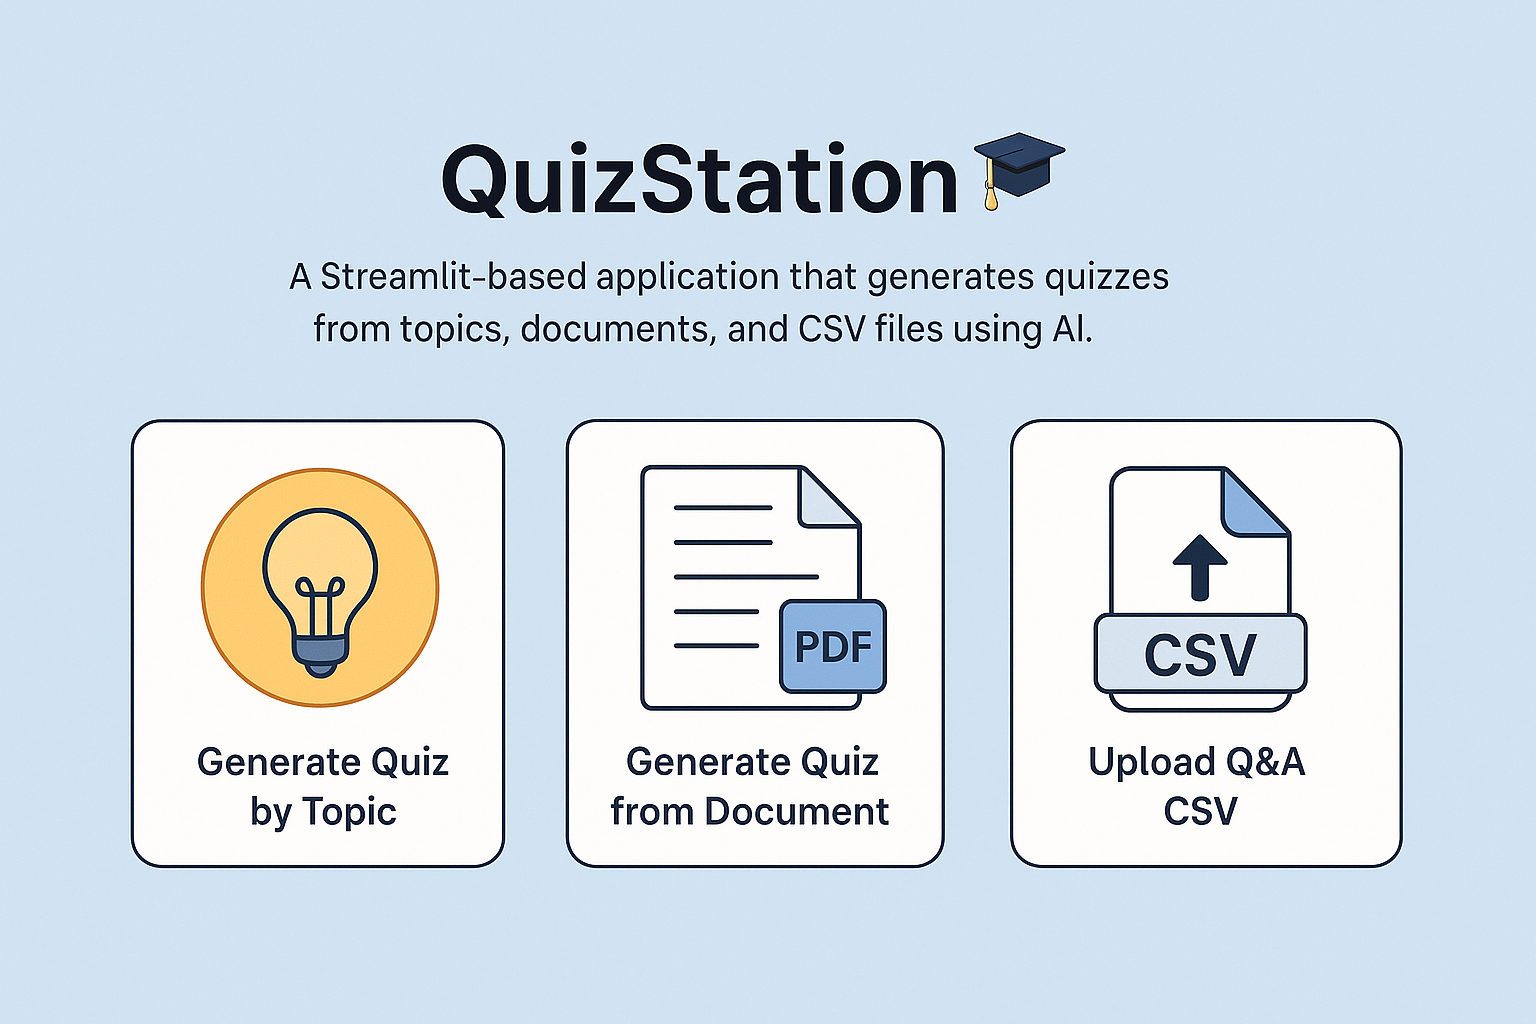 QuizStation
A Streamlit-based application that generates quizzes
from topics, documents, and CSV files using AI.
Generate Quiz
by Topic
PDF
Generate Quiz
from Document
CSV
Upload Q&A
CSV